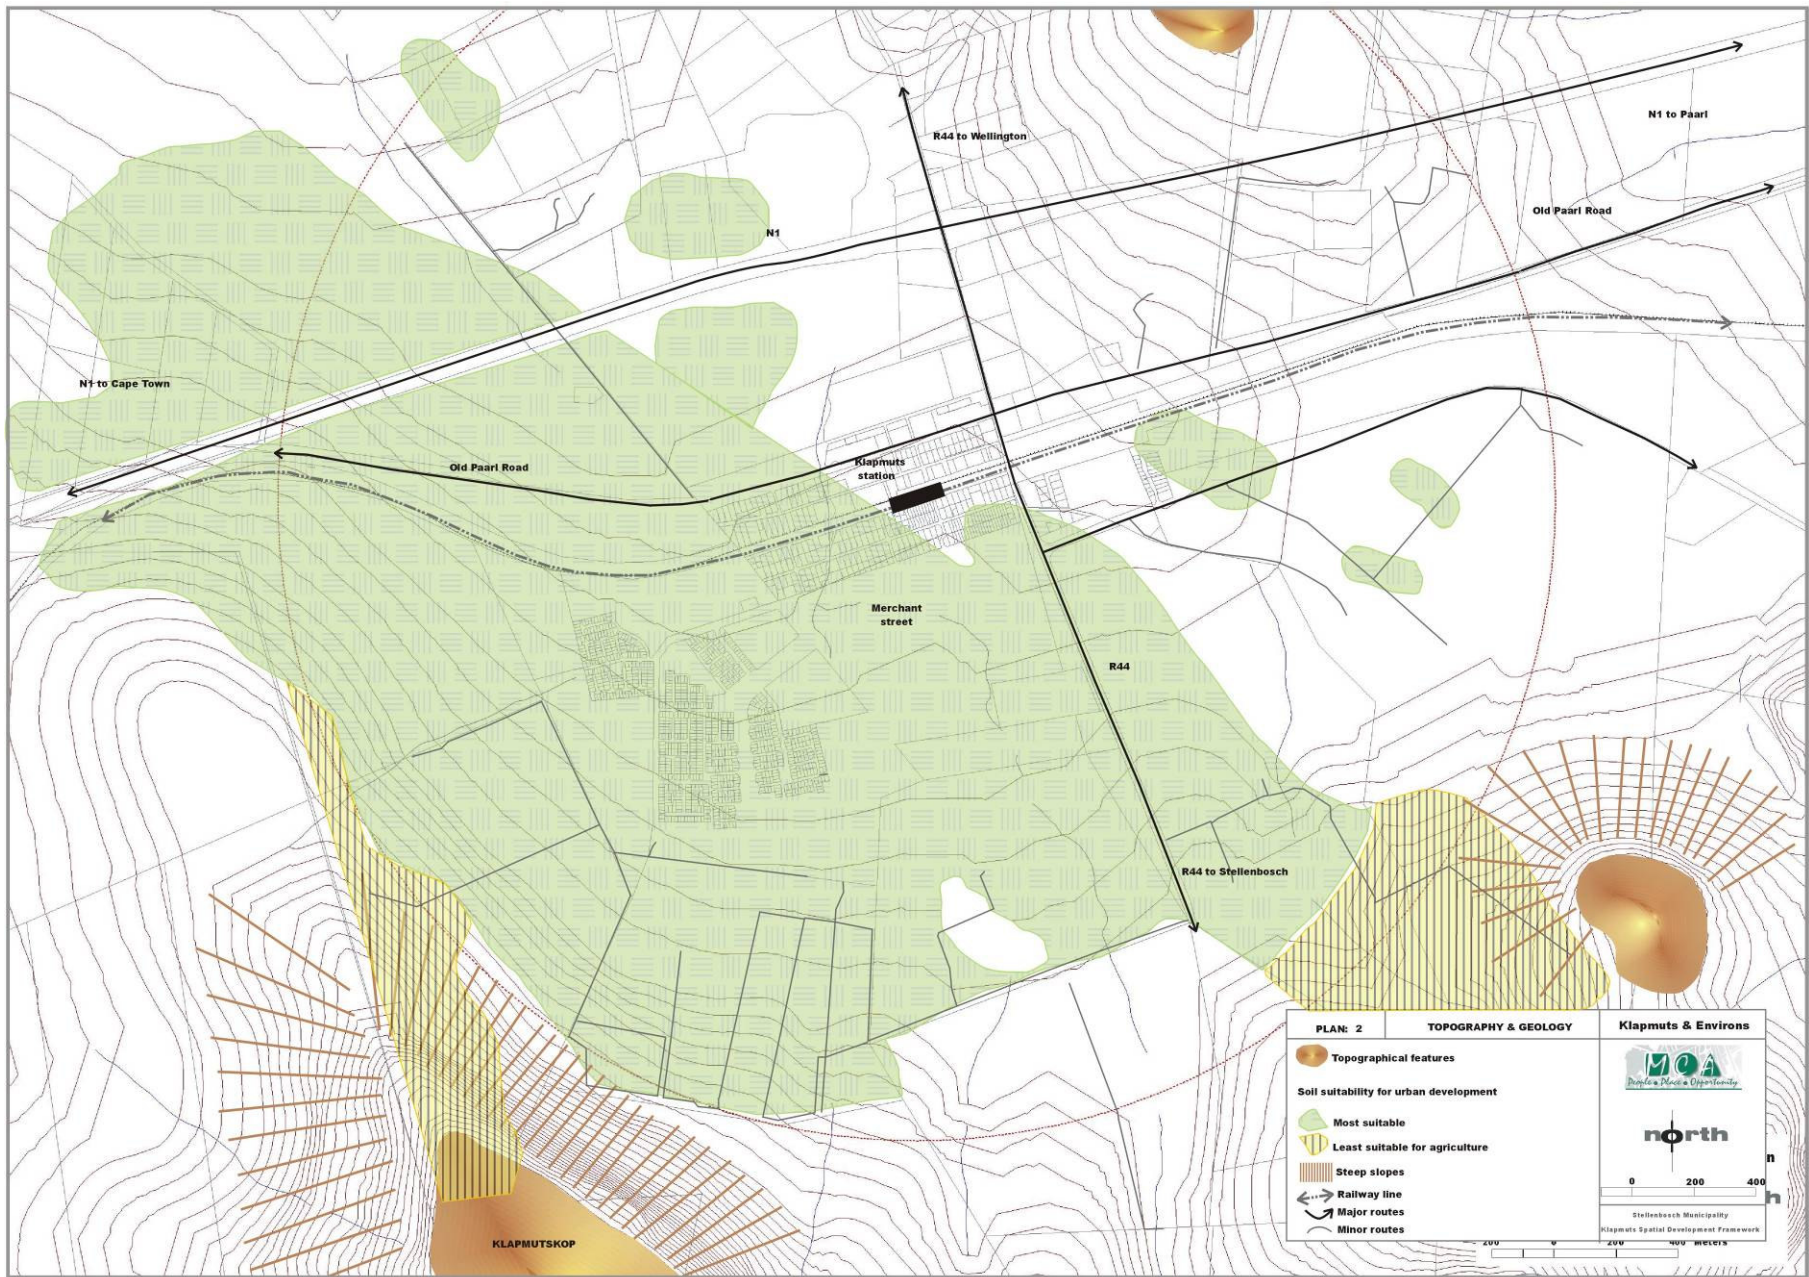 R44 to Wellington
N1 to Paarl
Old Paarl Road
N1
N1 to Cape Town
Old Paarl Road
Klapmuts
station
Merchant
street
R44
R44 to Stellenbosch
KLAPMUTSKOP
PLAN: 2
TOPOGRAPHY & GEOLOGY
Klapmuts & Environs
Topographical features
Soil suitability for urban development
Most suitable
Least suitable for agriculture
Steep slopes
Railway line
Major routes
Minor routes
MCA
People • Place • Opportunity
north
n
h
0 200 400
Stellenbosch Municipality
Klapmuts Spatial Development Framework
200 0 200 400 Meters